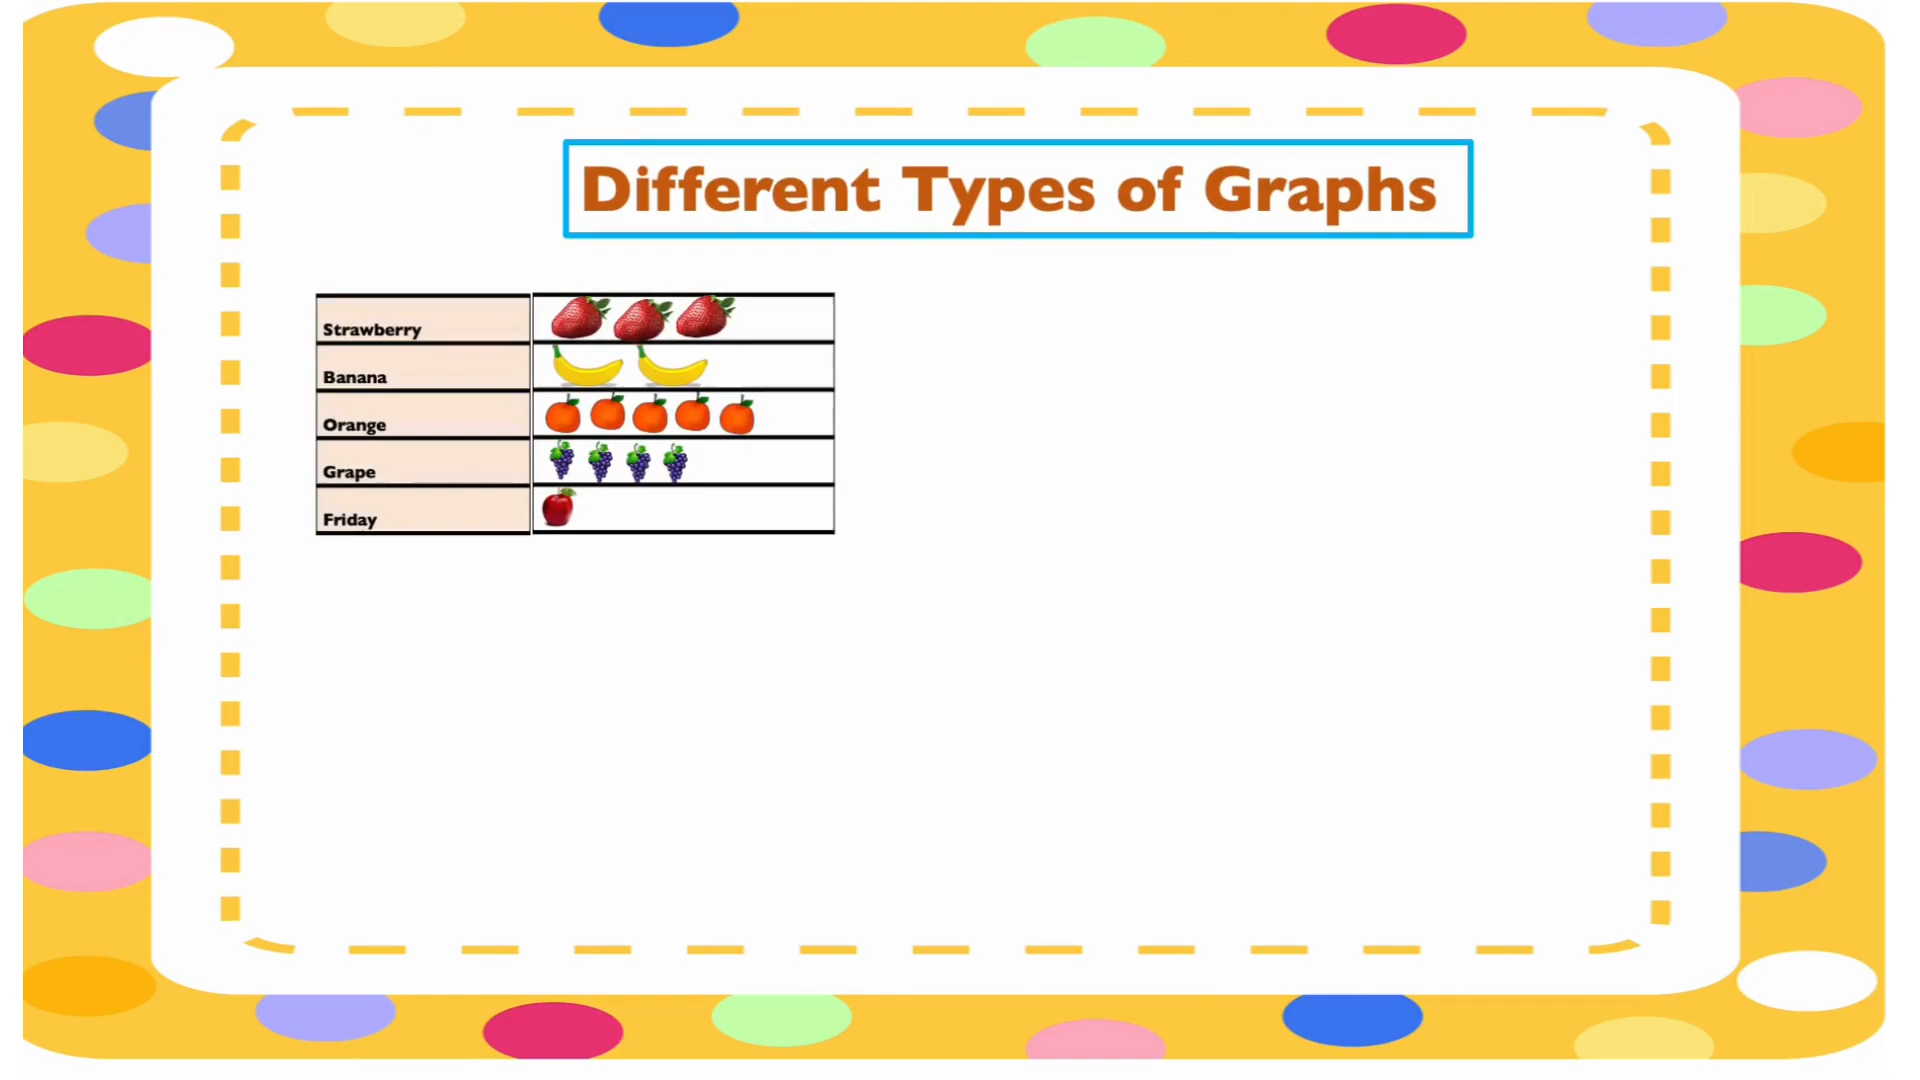 Different Types of Graphs
Strawberry
Banana
Orange
Grape
Friday